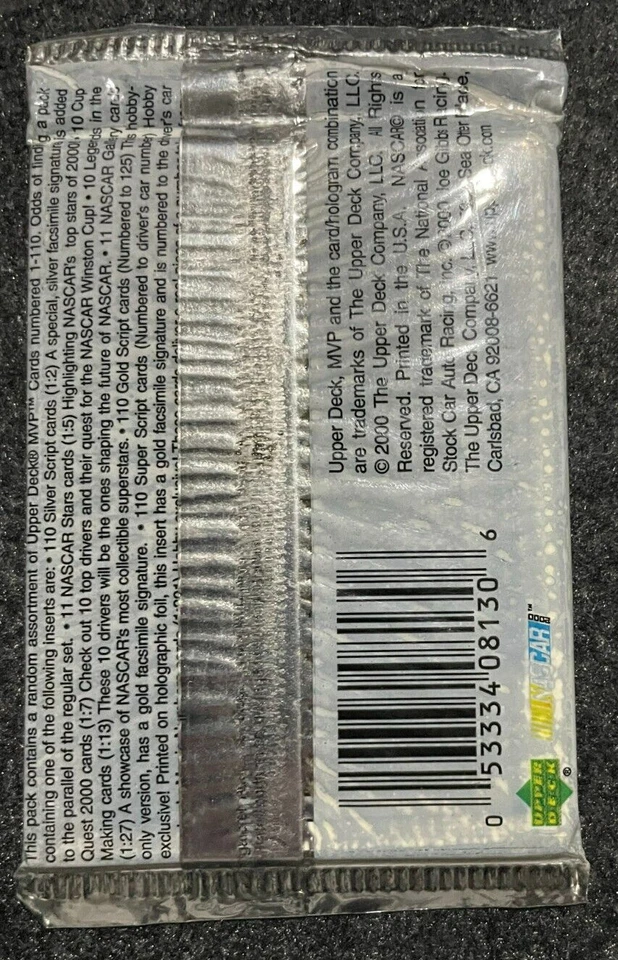 This pack contains a random assortment of Upper Deck® MVP™ Cards numbered 1-110. Odds of finding a pack
containing one of the following inserts are: • 110 Silver Script cards (1:2) A special, silver facsimile signature is added
to the parallel of the regular set. • 11 NASCAR Stars cards (1:5) Highlighting NASCAR's top stars of 2000. 10 Cup
Quest 2000 cards (1:7) Check out 10 top drivers and their quest for the NASCAR Winston Cup! • 10 Legends in the
Making cards (1:13) These 10 drivers will be the ones shaping the future of NASCAR. • 11 NASCAR Gallery cards
(1:27) A showcase of NASCAR's most collectible superstars. • 110 Gold Script cards (Numbered to 125) This hobby-
only version, has a gold facsimile signature. • 110 Super Script cards (Numbered to driver's car number) Hobby
exclusive! Printed on holographic foil, this insert has a gold facsimile signature and is numbered to the driver's car
Upper Deck, MVP and the card/hologram combination
are trademarks of The Upper Deck Company, LLC.
© 2000 The Upper Deck Company, LLC. All Rights
Reserved. Printed in the U.S.A. NASCAR® is a
registered trademark of The National Association for
Stock Car Auto Racing, Inc. ©2000 Joe Gibbs Racing.
The Upper Deck Company, LLC, Sea Otter Place,
Carlsbad, CA 92008-6621
0 53334 08130 6
UPPER DECK ®
NASCAR 2000™